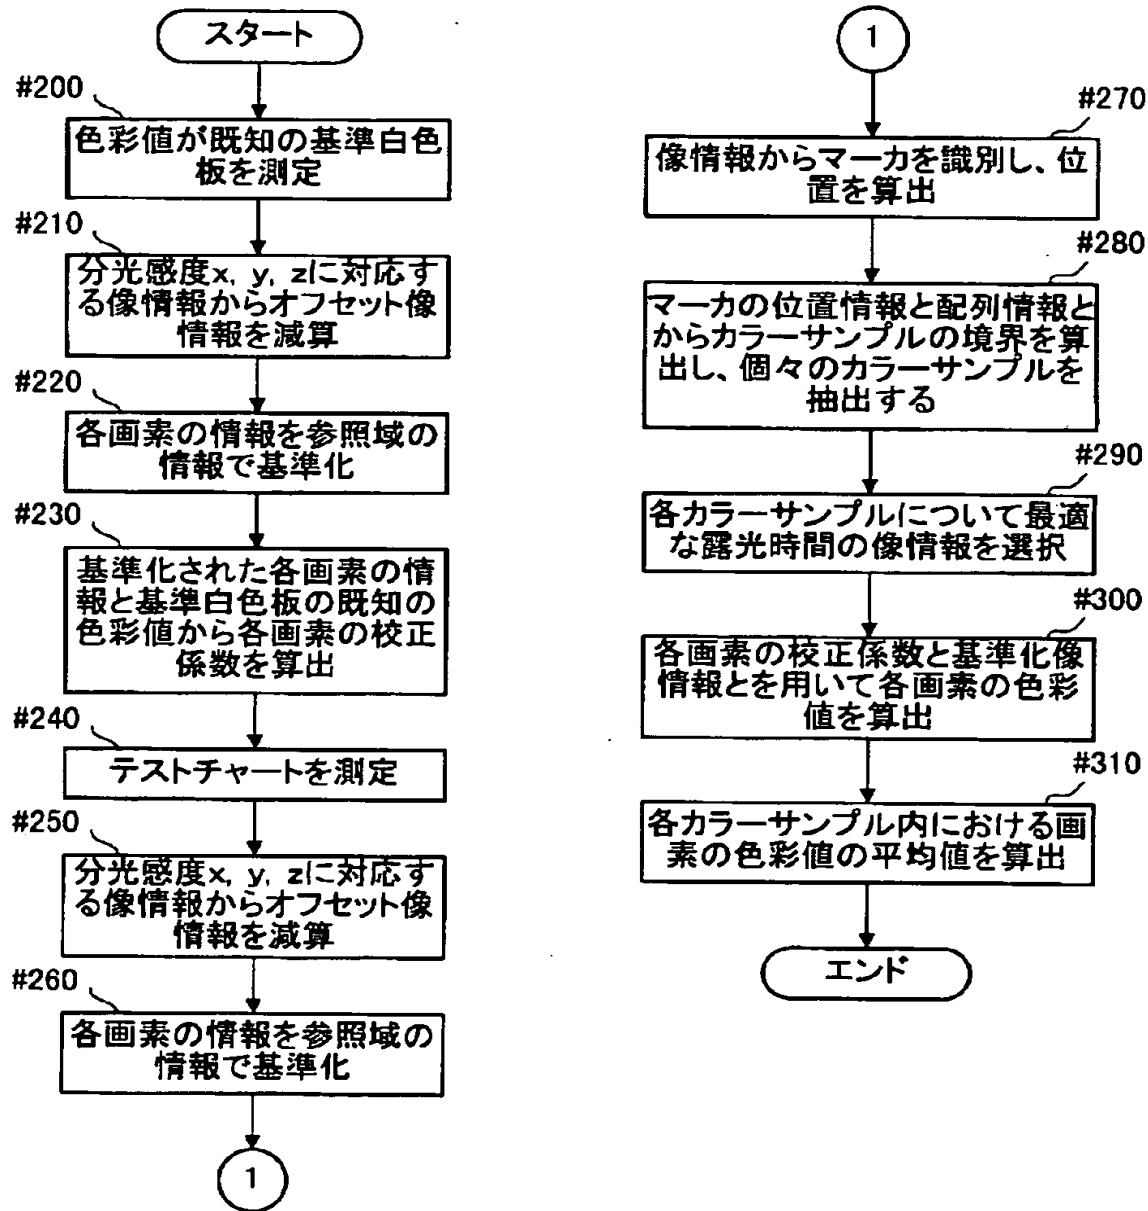 スタート
#200
色彩値が既知の基準白色
板を測定
#210
分光感度x, y, zに対応す
る像情報からオフセット像
情報を減算
#220
各画素の情報を参照域の
情報で基準化
#230
基準化された各画素の情
報と基準白色板の既知の
色彩値から各画素の校正
係数を算出
#240
テストチャートを測定
#250
分光感度x, y, zに対応す
る像情報からオフセット像
情報を減算
#260
各画素の情報を参照域の
情報で基準化
1
1
#270
像情報からマーカを識別し、位
置を算出
#280
マーカの位置情報と配列情報と
からカラーサンプルの境界を算
出し、個々のカラーサンプルを
抽出する
#290
各カラーサンプルについて最適
な露光時間の像情報を選択
#300
各画素の校正係数と基準化像
情報とを用いて各画素の色彩
値を算出
#310
各カラーサンプル内における画
素の色彩値の平均値を算出
エンド